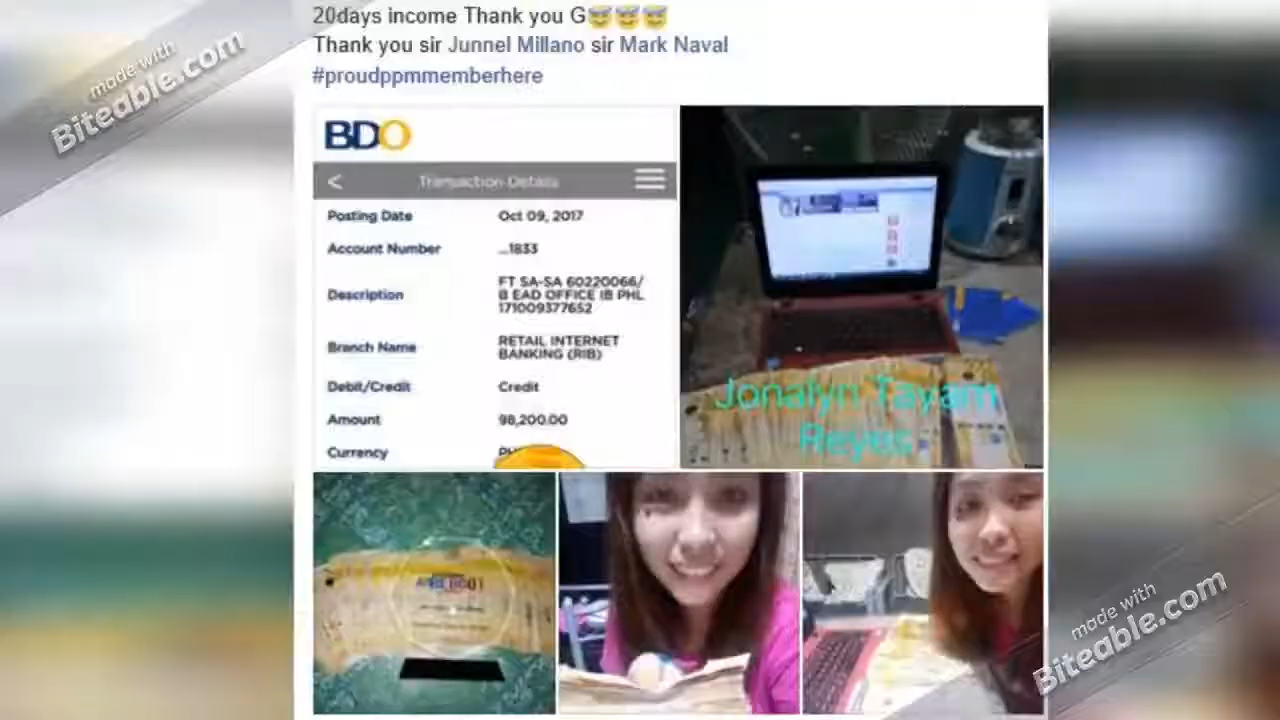 20days income Thank you G😇😇😇
Thank you sir Junnel Millano sir Mark Naval
#proudppmmemberhere
made with
Biteable.com
BDO
Transaction Details
Posting Date Oct 09, 2017
Account Number ...1833
Description FT SA-SA 60220066/
B EAD OFFICE IB PHL
171009377652
Branch Name RETAIL INTERNET
BANKING (RIB)
Debit/Credit Credit
Amount 98,200.00
Currency
Jonalyn Tayam
Reyes
made with
Biteable.com